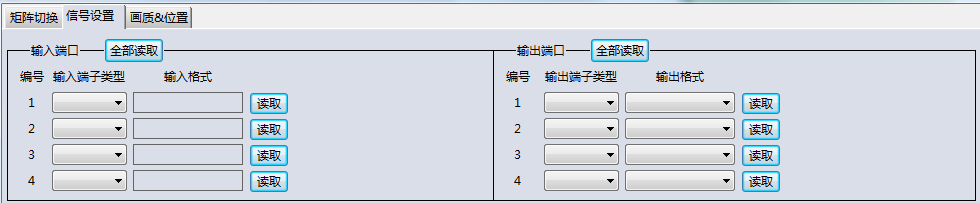 矩阵切换 信号设置 画质&位置
输入端口 全部读取 输出端口 全部读取
编号 输入端子类型 输入格式 编号 输出端子类型 输出格式
1 读取 1 读取
2 读取 2 读取
3 读取 3 读取
4 读取 4 读取